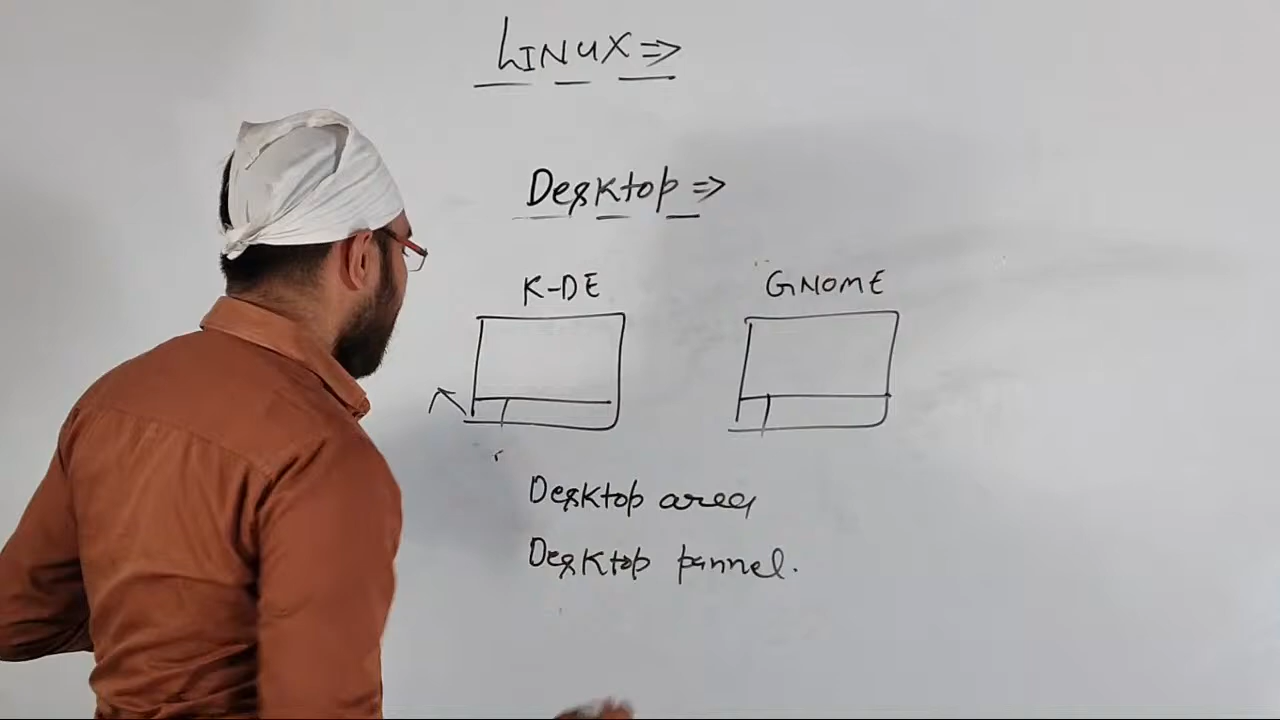 LINUX =>
Desktop =>
K-DE GNOME
Desktop area
Desktop pannel.